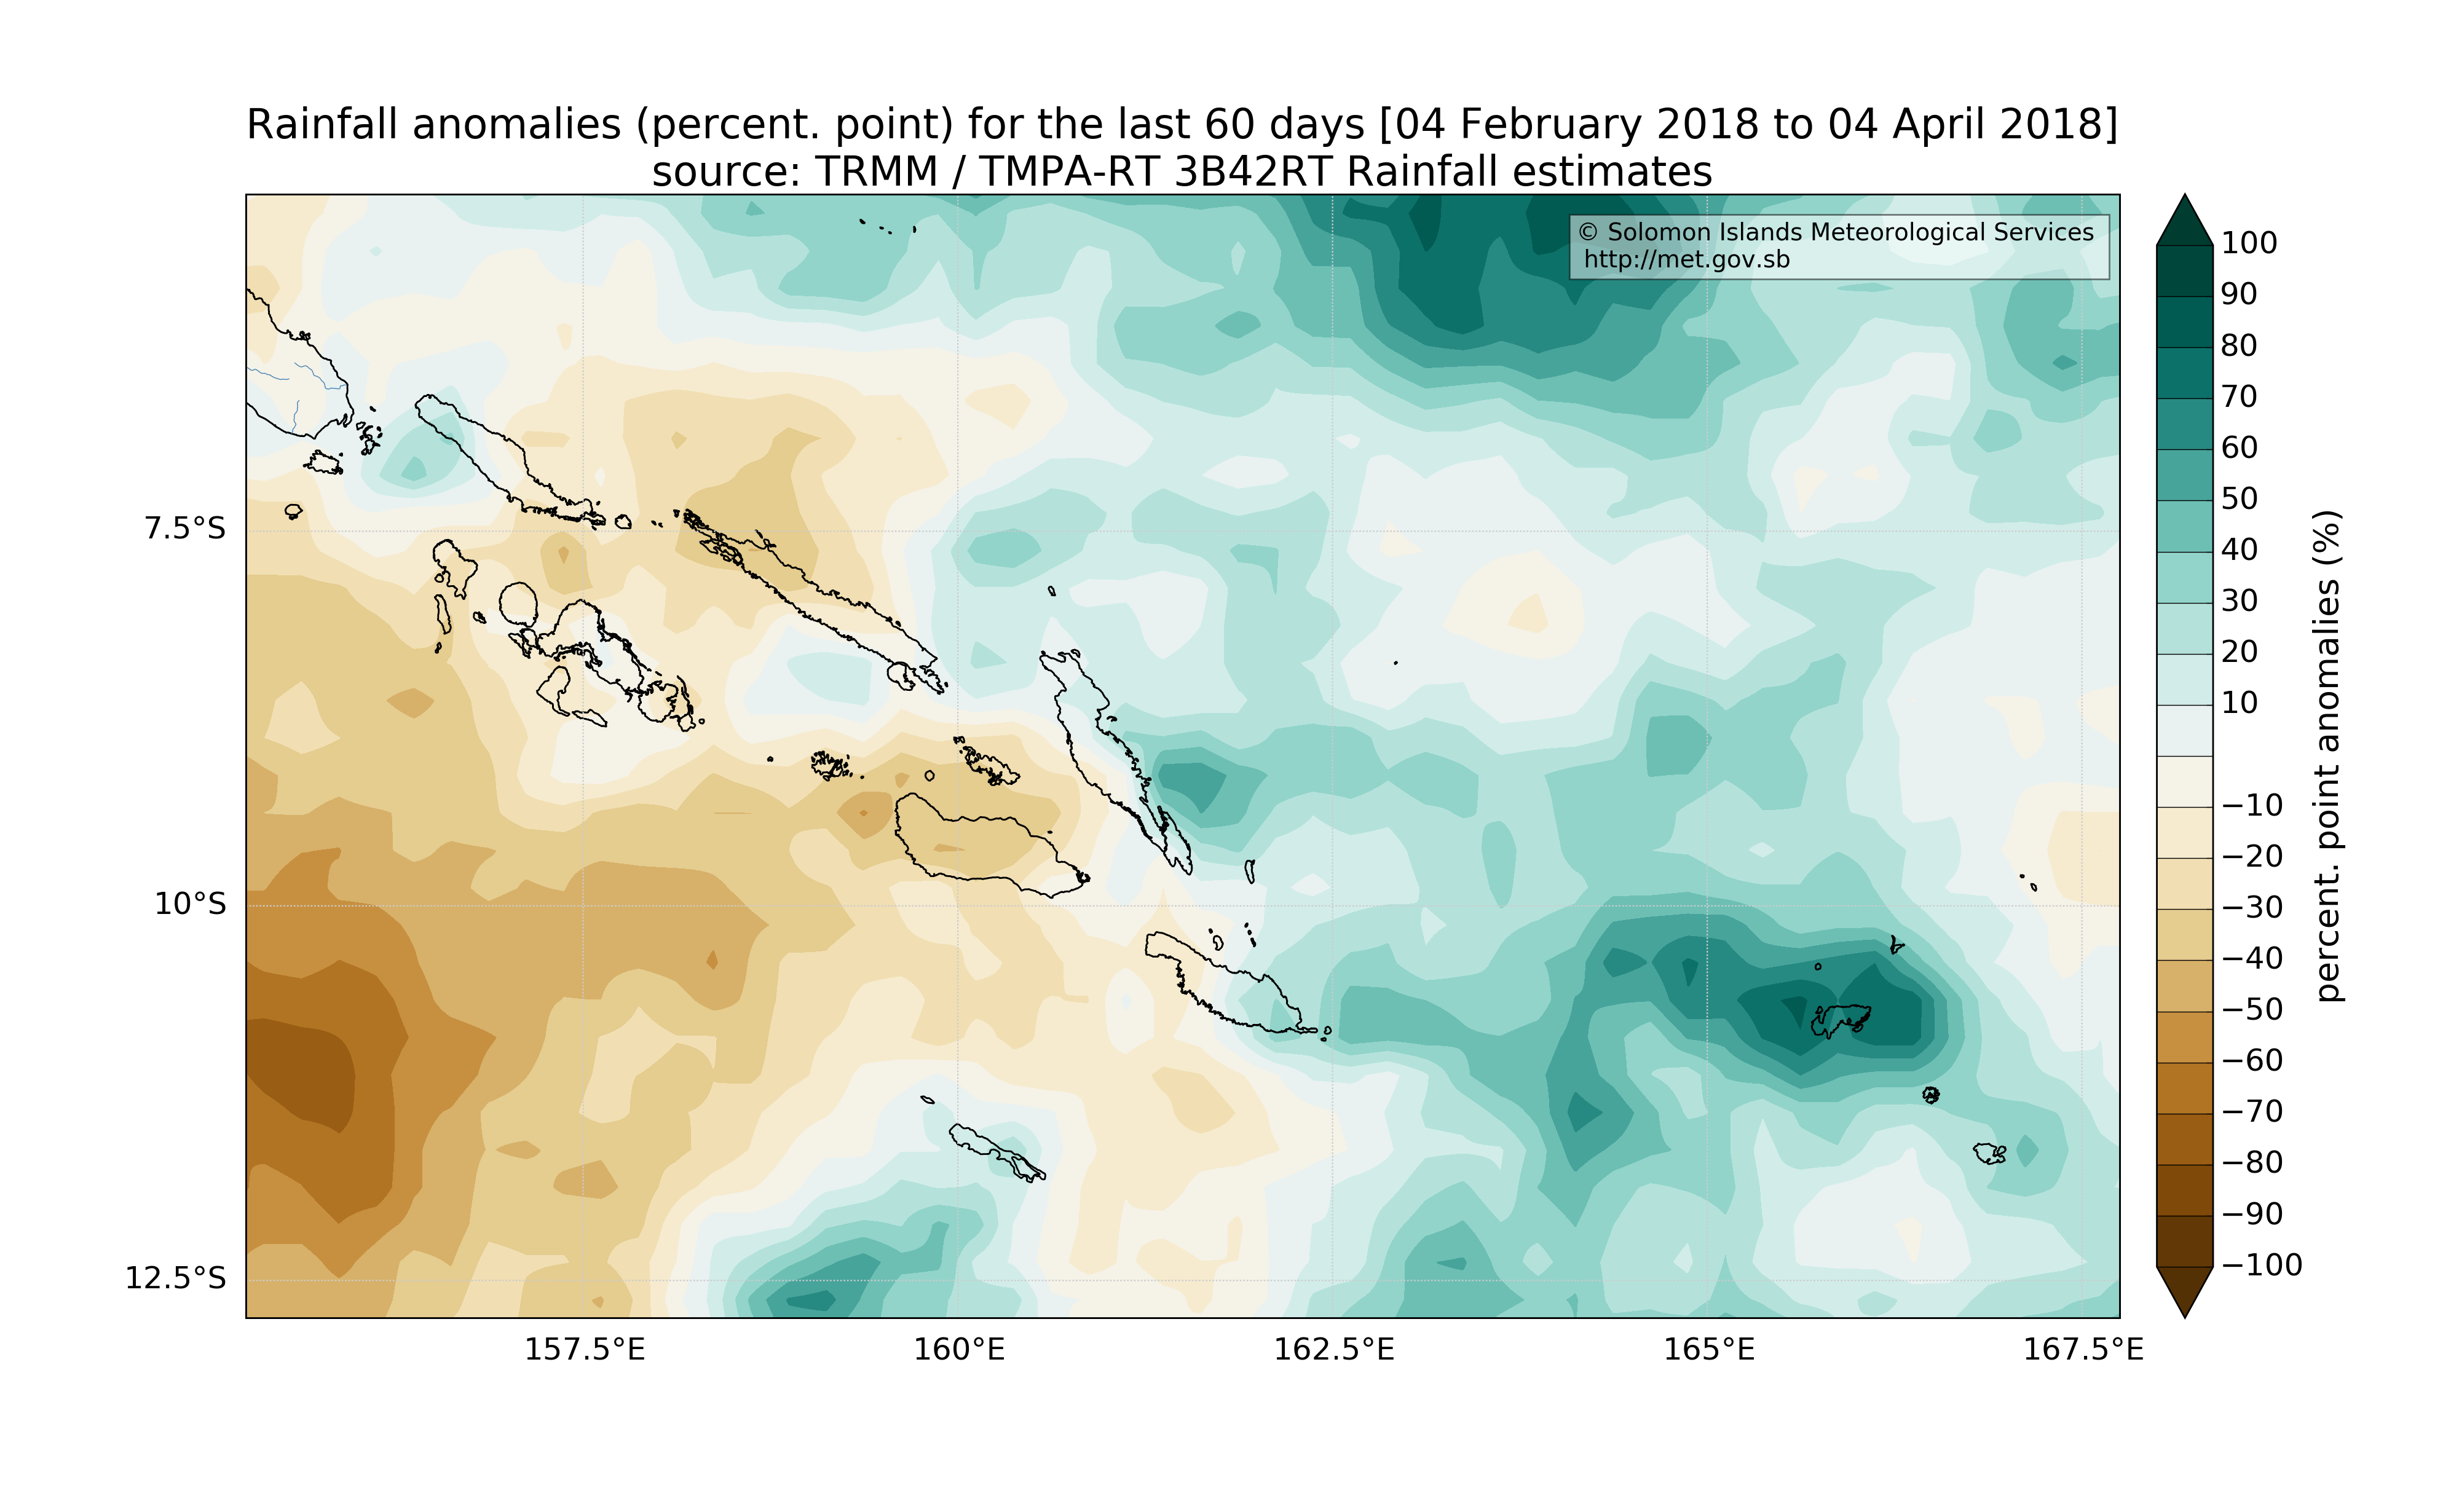 Rainfall anomalies (percent. point) for the last 60 days [04 February 2018 to 04 April 2018]
source: TRMM / TMPA-RT 3B42RT Rainfall estimates
© Solomon Islands Meteorological Services
http://met.gov.sb
7.5°S
10°S
12.5°S
157.5°E
160°E
162.5°E
165°E
167.5°E
100
90
80
70
60
50
40
30
20
10
−10
−20
−30
−40
−50
−60
−70
−80
−90
−100
percent. point anomalies (%)